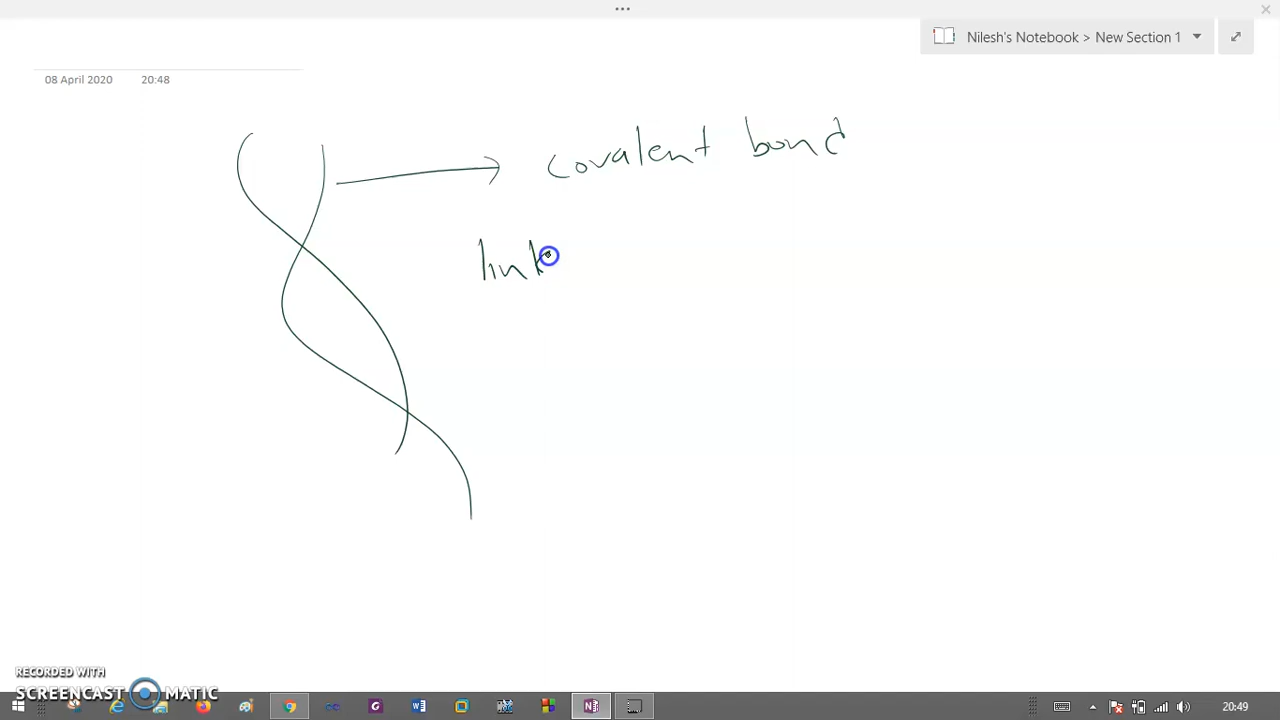 Nilesh's Notebook > New Section 1
08 April 2020 20:48
covalent bond
link
RECORDED WITH
SCREENCAST MATIC
20:49